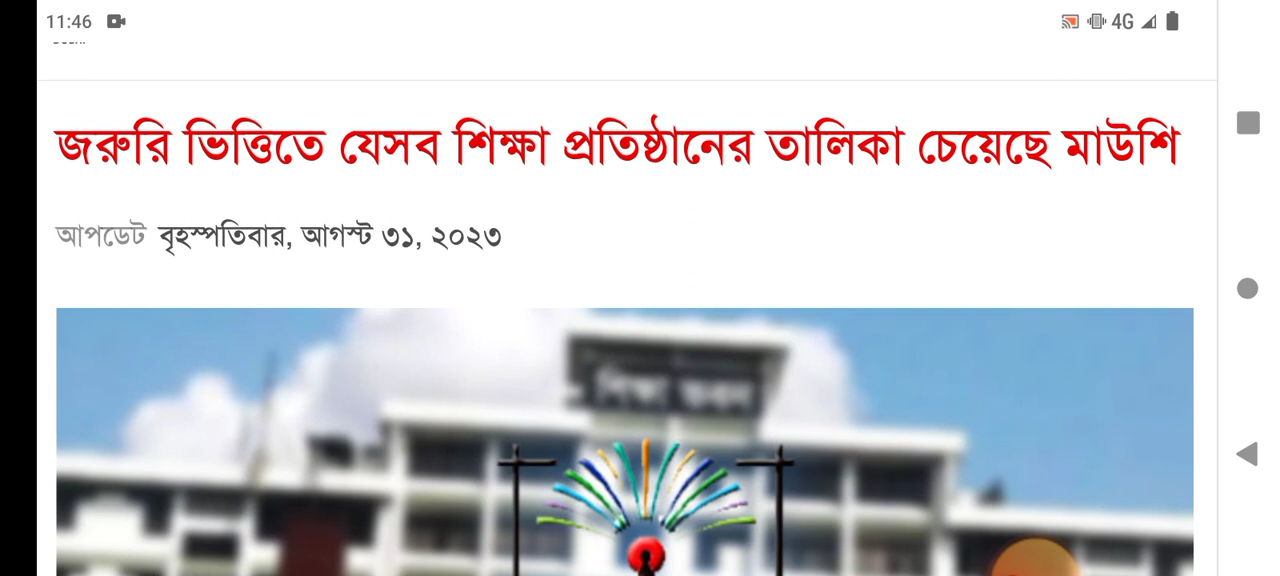 11:46 4G
জরুরি ভিত্তিতে যেসব শিক্ষা প্রতিষ্ঠানের তালিকা চেয়েছে মাউশি
আপডেট বৃহস্পতিবার, আগস্ট ৩১, ২০২৩
শিক্ষা ভবন